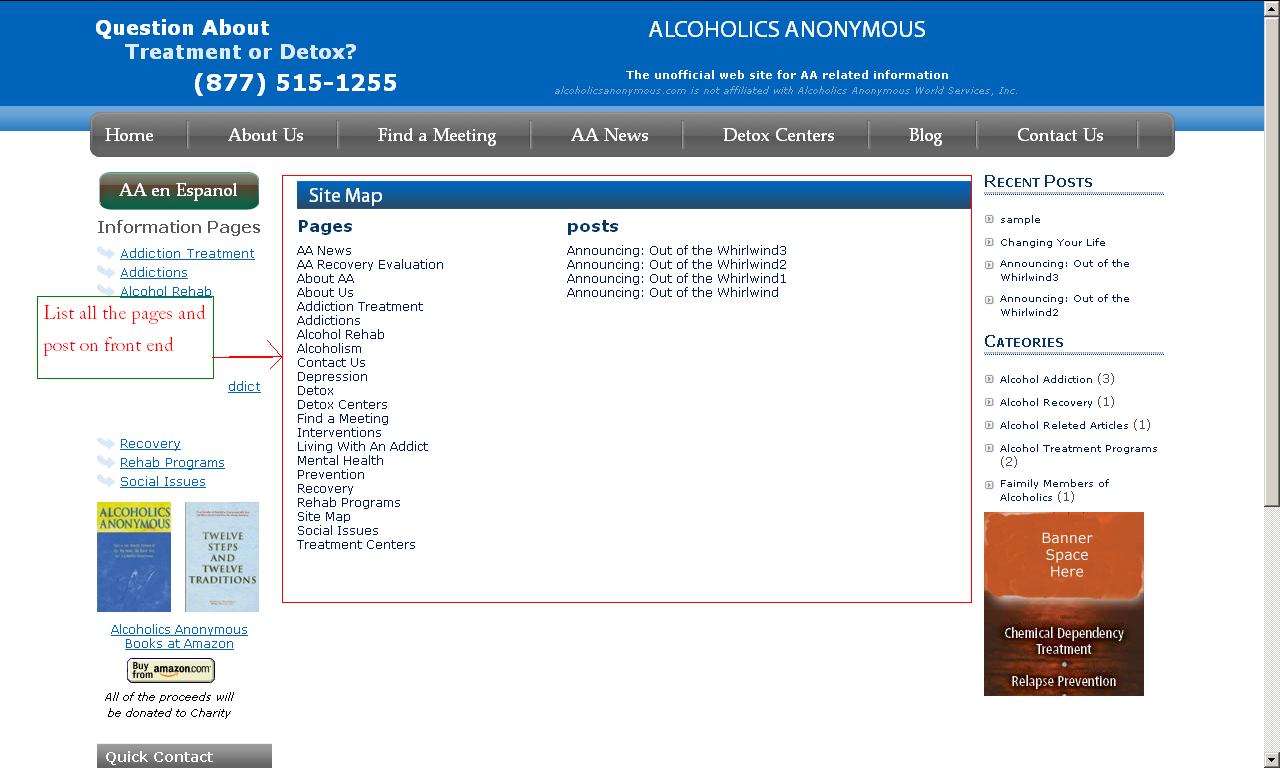 Question About
Treatment or Detox?
(877) 515-1255
ALCOHOLICS ANONYMOUS
The unofficial web site for AA related information
alcoholicsanonymous.com is not affiliated with Alcoholics Anonymous World Services, Inc.
Home About Us Find a Meeting AA News Detox Centers Blog Contact Us
AA en Espanol
Information Pages
Addiction Treatment
Addictions
Alcohol Rehab
List all the pages and
post on front end
ddict
Recovery
Rehab Programs
Social Issues
ALCOHOLICS
ANONYMOUS
TWELVE
STEPS
AND
TWELVE
TRADITIONS
Alcoholics Anonymous
Books at Amazon
Buy
from amazon.com
All of the proceeds will
be donated to Charity
Quick Contact
Site Map
Pages
AA News
AA Recovery Evaluation
About AA
About Us
Addiction Treatment
Addictions
Alcohol Rehab
Alcoholism
Contact Us
Depression
Detox
Detox Centers
Find a Meeting
Interventions
Living With An Addict
Mental Health
Prevention
Recovery
Rehab Programs
Site Map
Social Issues
Treatment Centers
posts
Announcing: Out of the Whirlwind3
Announcing: Out of the Whirlwind2
Announcing: Out of the Whirlwind1
Announcing: Out of the Whirlwind
Recent Posts
sample
Changing Your Life
Announcing: Out of the
Whirlwind3
Announcing: Out of the
Whirlwind2
Cateories
Alcohol Addiction (3)
Alcohol Recovery (1)
Alcohol Releted Articles (1)
Alcohol Treatment Programs
(2)
Faimily Members of
Alcoholics (1)
Banner
Space
Here
Chemical Dependency
Treatment
Relapse Prevention